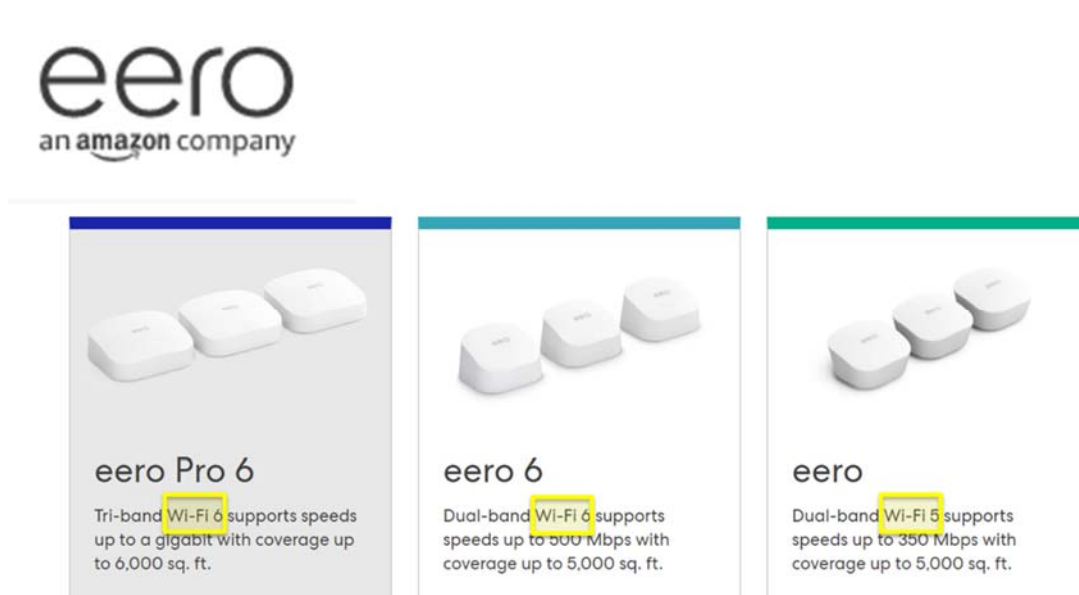 eero
an amazon company
eero Pro 6
Tri-band Wi-Fi 6 supports speeds
up to a gigabit with coverage up
to 6,000 sq. ft.
eero 6
Dual-band Wi-Fi 6 supports
speeds up to 500 Mbps with
coverage up to 5,000 sq. ft.
eero
Dual-band Wi-Fi 5 supports
speeds up to 350 Mbps with
coverage up to 5,000 sq. ft.